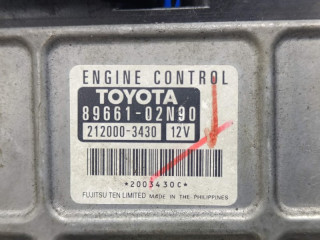 ENGINE CONTROL
TOYOTA
89661-02N90
212000-3430 12V
*2003430C*
FUJITSU TEN LIMITED MADE IN THE PHILIPPINES